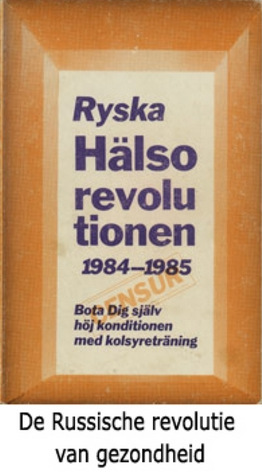 Ryska
Hälso
revolu
tionen
1984–1985
CENSUR
Bota Dig själv
höj konditionen
med kolsyreträning
De Russische revolutie
van gezondheid